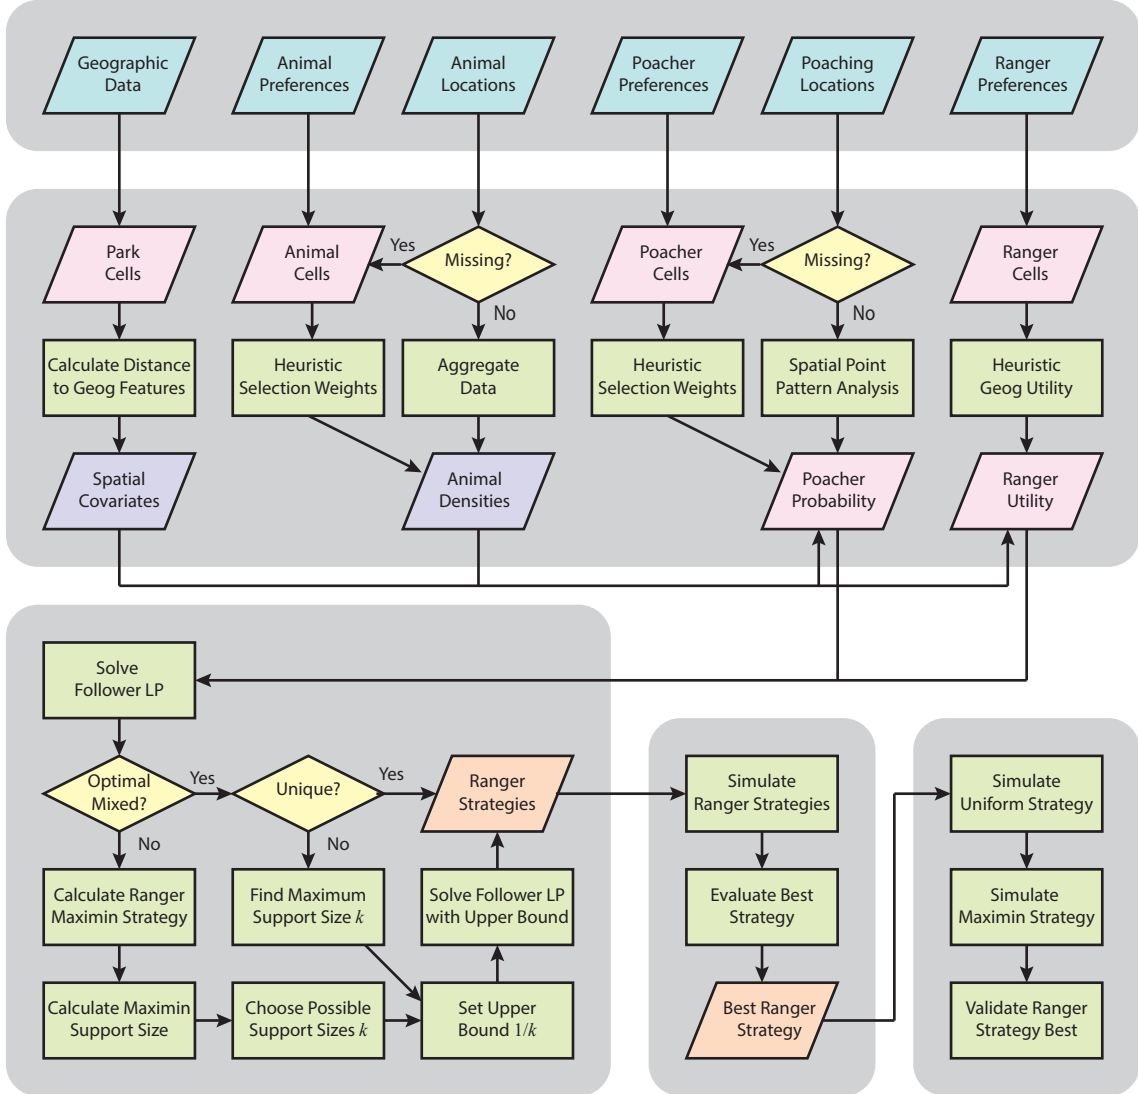 Geographic
Data
Animal
Preferences
Animal
Locations
Poacher
Preferences
Poaching
Locations
Ranger
Preferences
Park
Cells
Animal
Cells
Yes
Missing?
No
Poacher
Cells
Yes
Missing?
No
Ranger
Cells
Calculate Distance
to Geog Features
Heuristic
Selection Weights
Aggregate
Data
Heuristic
Selection Weights
Spatial Point
Pattern Analysis
Heuristic
Geog Utility
Spatial
Covariates
Animal
Densities
Poacher
Probability
Ranger
Utility
Solve
Follower LP
Optimal
Mixed?
Yes
No
Unique?
Yes
No
Ranger
Strategies
Calculate Ranger
Maximin Strategy
Find Maximum
Support Size k
Solve Follower LP
with Upper Bound
Calculate Maximin
Support Size
Choose Possible
Support Sizes k
Set Upper
Bound 1/k
Simulate
Ranger Strategies
Evaluate Best
Strategy
Best Ranger
Strategy
Simulate
Uniform Strategy
Simulate
Maximin Strategy
Validate Ranger
Strategy Best